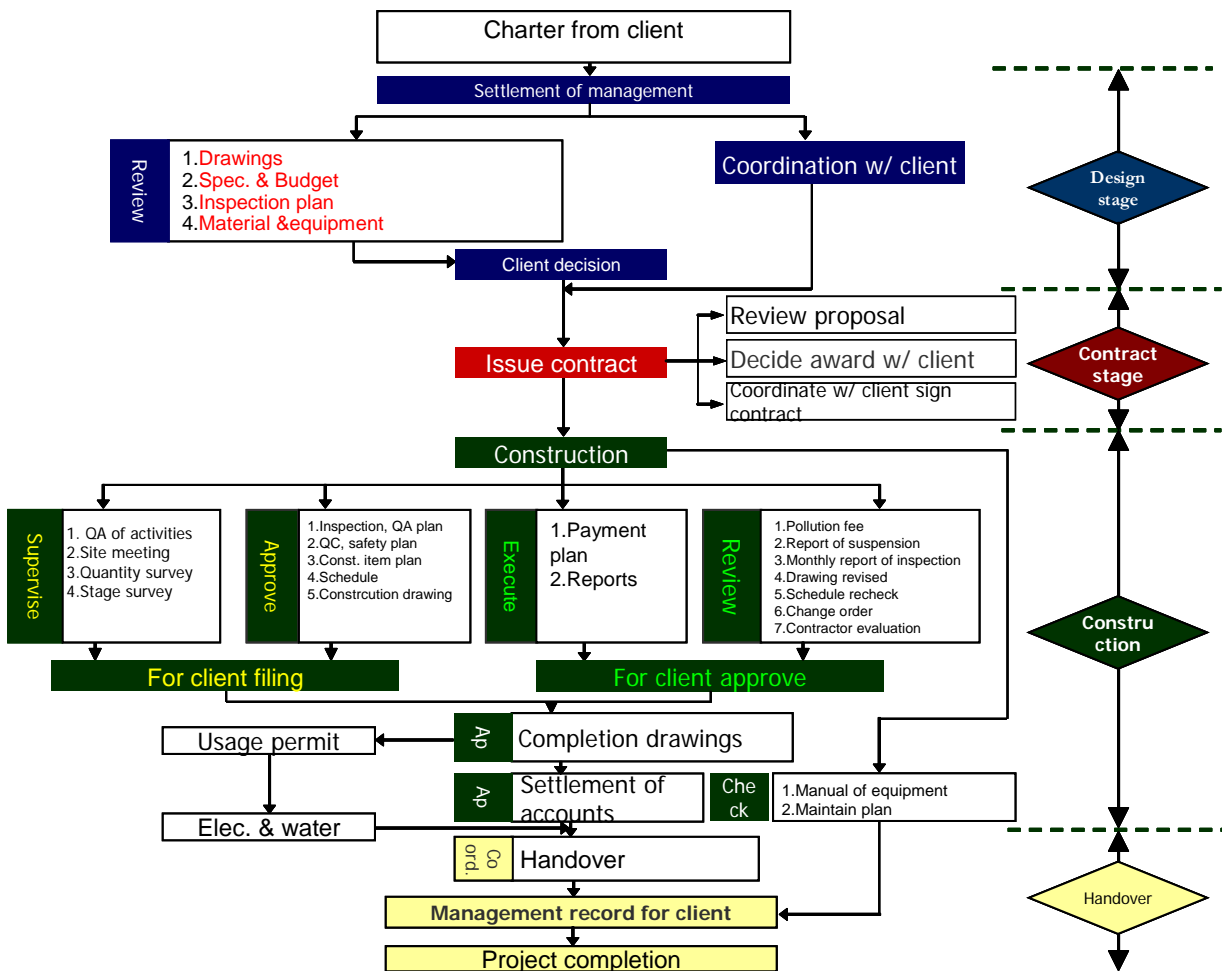 Charter from client
Settlement of management
Review
1.Drawings
2.Spec. & Budget
3.Inspection plan
4.Material &equipment
Coordination w/ client
Design
stage
Client decision
Review proposal
Issue contract
Decide award w/ client
Coordinate w/ client sign
contract
Contract
stage
Construction
Supervise
1. QA of activities
2.Site meeting
3.Quantity survey
4.Stage survey
Approve
1.Inspection, QA plan
2.QC, safety plan
3.Const. item plan
4.Schedule
5.Constrcution drawing
Execute
1.Payment
plan
2.Reports
Review
1.Pollution fee
2.Report of suspension
3.Monthly report of inspection
4.Drawing revised
5.Schedule recheck
6.Change order
7.Contractor evaluation
Constru
ction
For client filing
For client approve
Usage permit
Ap
Completion drawings
Ap
Settlement of
accounts
Che
ck
1.Manual of equipment
2.Maintain plan
Elec. & water
Co
ord.
Handover
Handover
Management record for client
Project completion